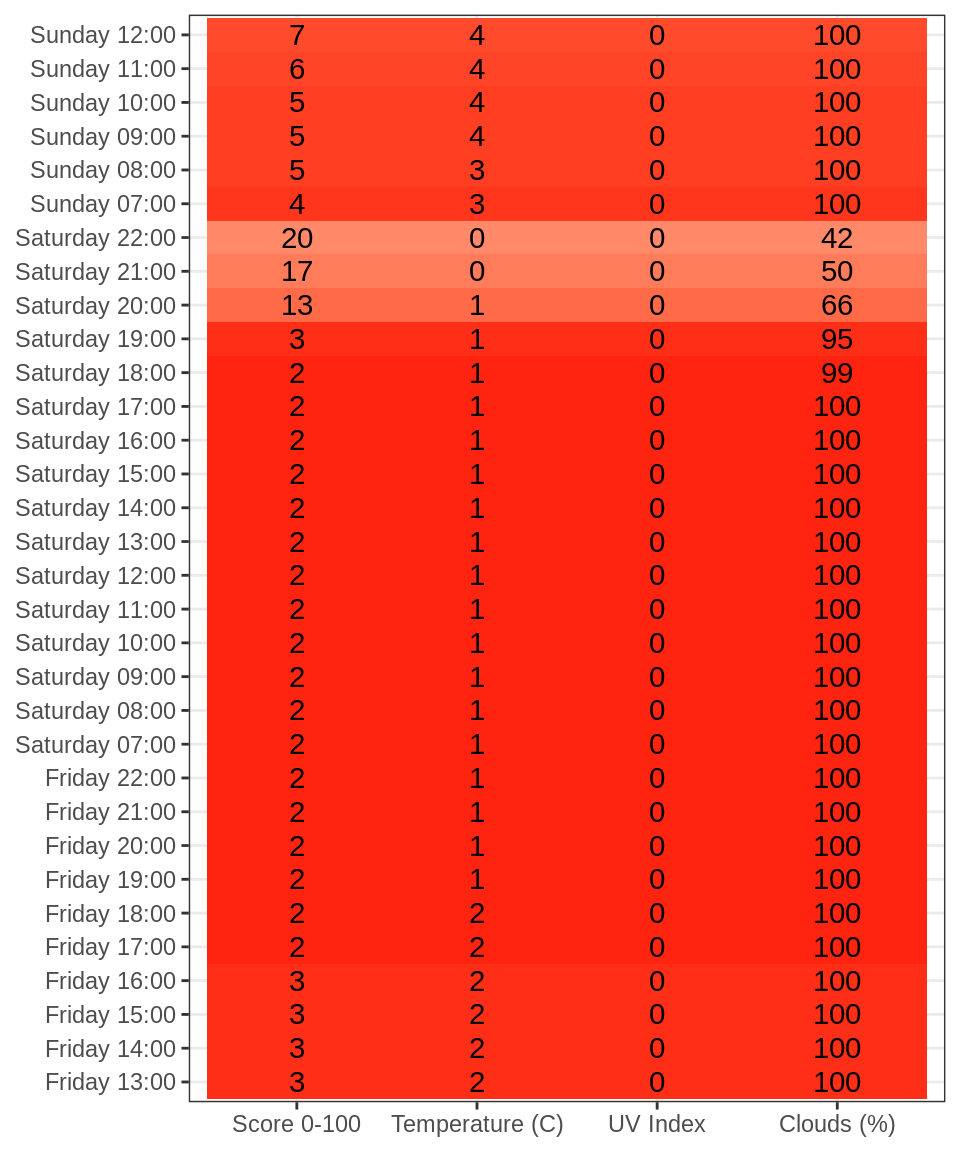 Sunday 12:00 7 4 0 100
Sunday 11:00 6 4 0 100
Sunday 10:00 5 4 0 100
Sunday 09:00 5 4 0 100
Sunday 08:00 5 3 0 100
Sunday 07:00 4 3 0 100
Saturday 22:00 20 0 0 42
Saturday 21:00 17 0 0 50
Saturday 20:00 13 1 0 66
Saturday 19:00 3 1 0 95
Saturday 18:00 2 1 0 99
Saturday 17:00 2 1 0 100
Saturday 16:00 2 1 0 100
Saturday 15:00 2 1 0 100
Saturday 14:00 2 1 0 100
Saturday 13:00 2 1 0 100
Saturday 12:00 2 1 0 100
Saturday 11:00 2 1 0 100
Saturday 10:00 2 1 0 100
Saturday 09:00 2 1 0 100
Saturday 08:00 2 1 0 100
Saturday 07:00 2 1 0 100
Friday 22:00 2 1 0 100
Friday 21:00 2 1 0 100
Friday 20:00 2 1 0 100
Friday 19:00 2 1 0 100
Friday 18:00 2 2 0 100
Friday 17:00 2 2 0 100
Friday 16:00 3 2 0 100
Friday 15:00 3 2 0 100
Friday 14:00 3 2 0 100
Friday 13:00 3 2 0 100
Score 0-100 Temperature (C) UV Index Clouds (%)